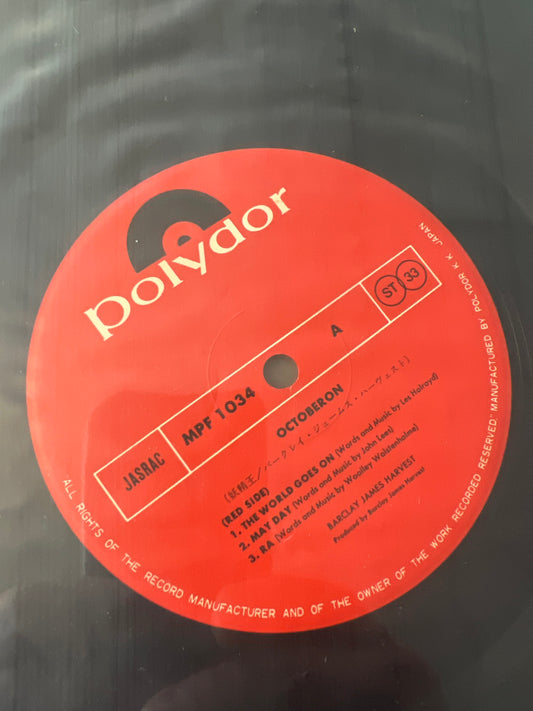 polydor
JASRAC MPF 1034 A ST 33
OCTOBERON
(妖精王/バークレイ・ジェームス・ハーヴェスト)
(RED SIDE)
1. THE WORLD GOES ON (Words and Music by Les Holroyd)
2. MAY DAY (Words and Music by John Lees)
3. RA (Words and Music by Woolley Wolstenholme)
BARCLAY JAMES HARVEST
Produced by Barclay James Harvest
ALL RIGHTS OF THE RECORD MANUFACTURER AND OF THE OWNER OF THE WORK RECORDED RESERVED MANUFACTURED BY POLYDOR K.K. JAPAN